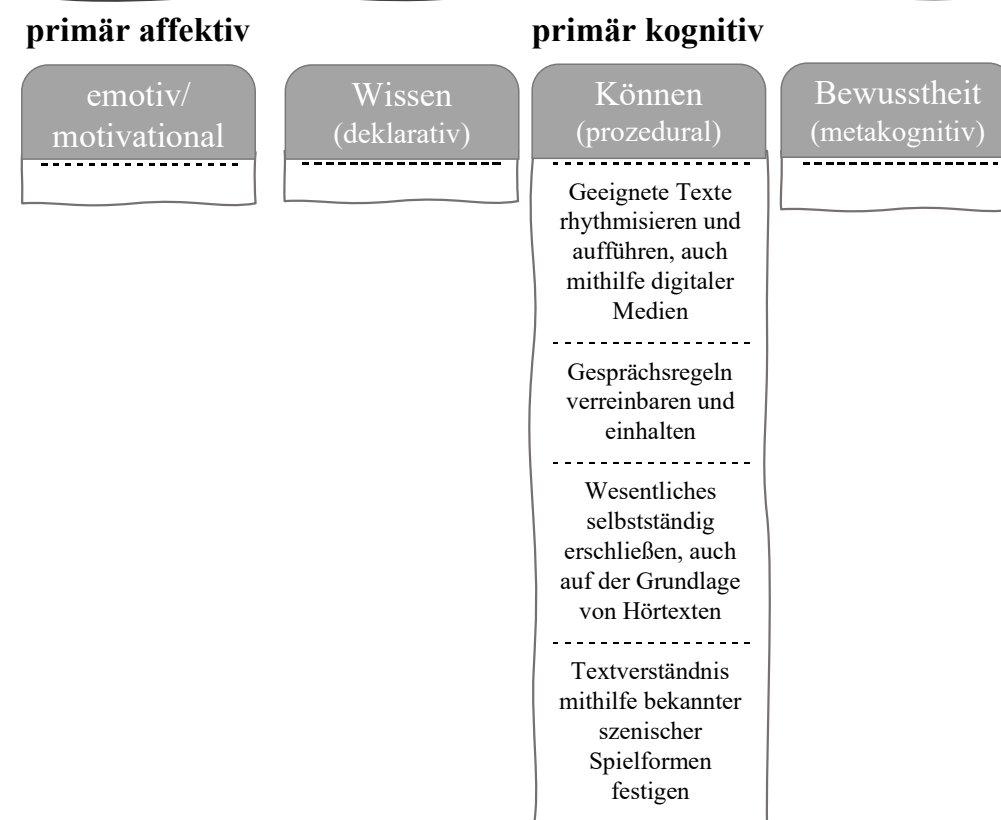 primär affektiv
primär kognitiv
emotiv/
motivational
Wissen
(deklarativ)
Können
(prozedural)
Bewusstheit
(metakognitiv)
Geeignete Texte
rhythmisieren und
aufführen, auch
mithilfe digitaler
Medien
Gesprächsregeln
verreinbaren und
einhalten
Wesentliches
selbstständig
erschließen, auch
auf der Grundlage
von Hörtexten
Textverständnis
mithilfe bekannter
szenischer
Spielformen
festigen